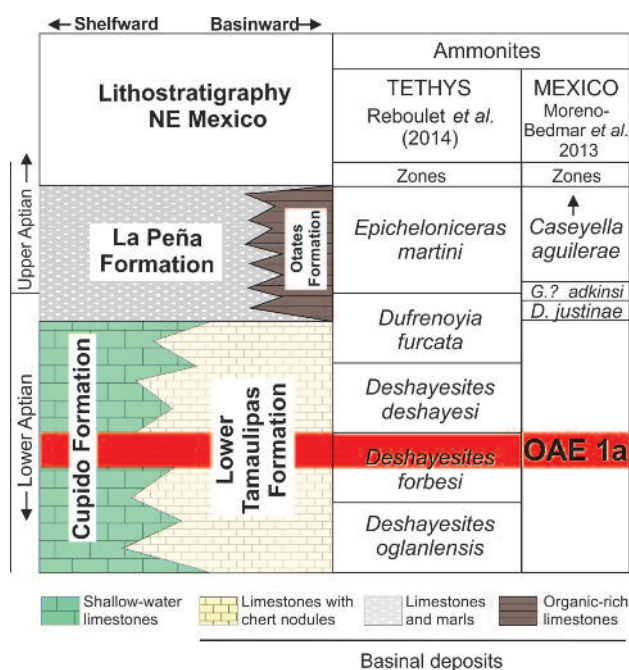 Shelfward Basinward
Lithostratigraphy
NE Mexico
Ammonites
TETHYS
Reboulet et al.
(2014)
MEXICO
Moreno-
Bedmar et al.
2013
Zones
Zones
Upper Aptian
La Peña
Formation
Otates
Formation
Epicheloniceras
martini
Caseyella
aguilerae
G.? adkinsi
D. justinae
Lower Aptian
Cupido Formation
Lower
Tamaulipas
Formation
Dufrenoyia
furcata
Deshayesites
deshayesi
Deshayesites
forbesi
OAE 1a
Deshayesites
oglanlensis
Shallow-water
limestones
Limestones with
chert nodules
Limestones
and marls
Organic-rich
limestones
Basinal deposits